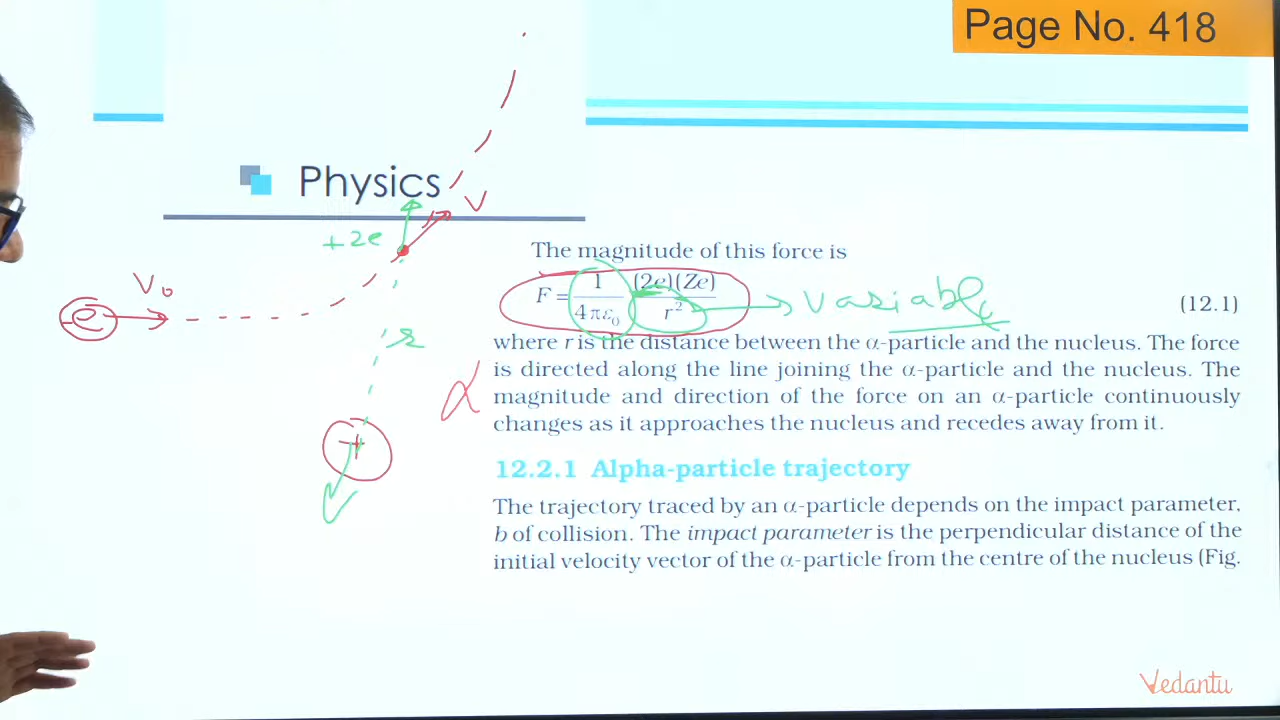 Page No. 418
Physics
V
+2e
V₀
r
+
The magnitude of this force is
F = 1/4πε₀ (2e)(Ze)/r²
variable
(12.1)
where r is the distance between the α-particle and the nucleus. The force
is directed along the line joining the α-particle and the nucleus. The
magnitude and direction of the force on an α-particle continuously
changes as it approaches the nucleus and recedes away from it.
α
12.2.1 Alpha-particle trajectory
The trajectory traced by an α-particle depends on the impact parameter,
b of collision. The impact parameter is the perpendicular distance of the
initial velocity vector of the α-particle from the centre of the nucleus (Fig.
Vedantu